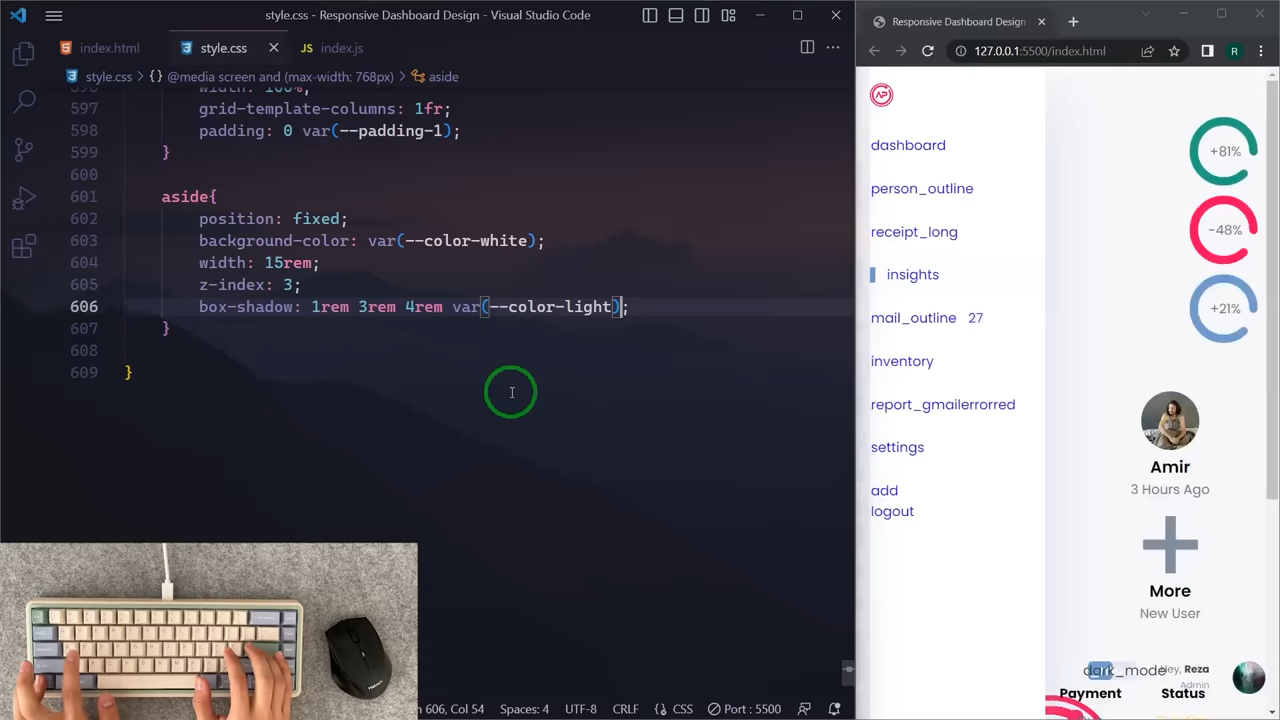 style.css - Responsive Dashboard Design - Visual Studio Code
index.html
style.css
JS index.js
style.css > {} @media screen and (max-width: 768px) > aside
width: 100%;
597 grid-template-columns: 1fr;
598 padding: 0 var(--padding-1);
599 }
600
601 aside{
602 position: fixed;
603 background-color: var(--color-white);
604 width: 15rem;
605 z-index: 3;
606 box-shadow: 1rem 3rem 4rem var(--color-light);
607 }
608
609 }
606, Col 54 Spaces: 4 UTF-8 CRLF {} CSS Port : 5500
Responsive Dashboard Design
127.0.0.1:5500/index.html
R
AP
dashboard
person_outline
receipt_long
insights
mail_outline 27
inventory
report_gmailerrorred
settings
add
logout
+81%
-48%
+21%
Amir
3 Hours Ago
More
New User
dark_mode
Hey, Reza
Admin
Payment Status